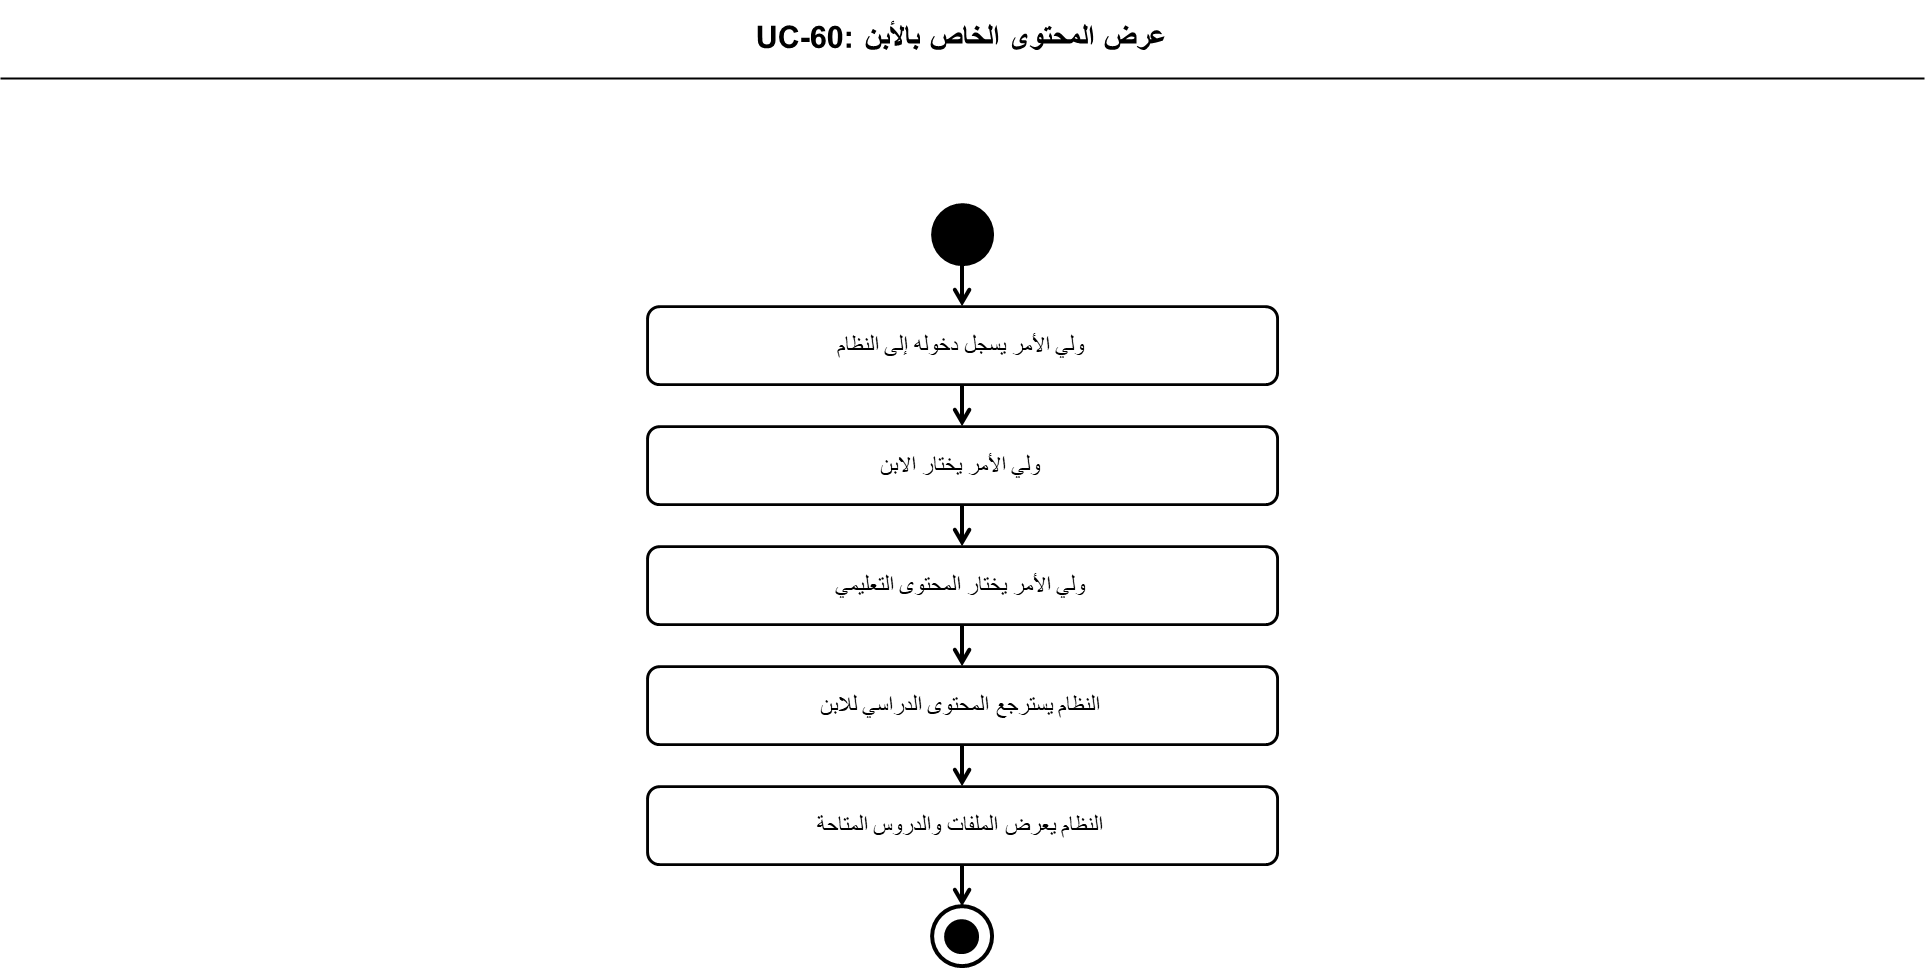 UC-60: عرض المحتوى الخاص بالأبن
ولي الأمر يسجل دخوله إلى النظام
ولي الأمر يختار الابن
ولي الأمر يختار المحتوى التعليمي
النظام يسترجع المحتوى الدراسي للابن
النظام يعرض الملفات والدروس المتاحة